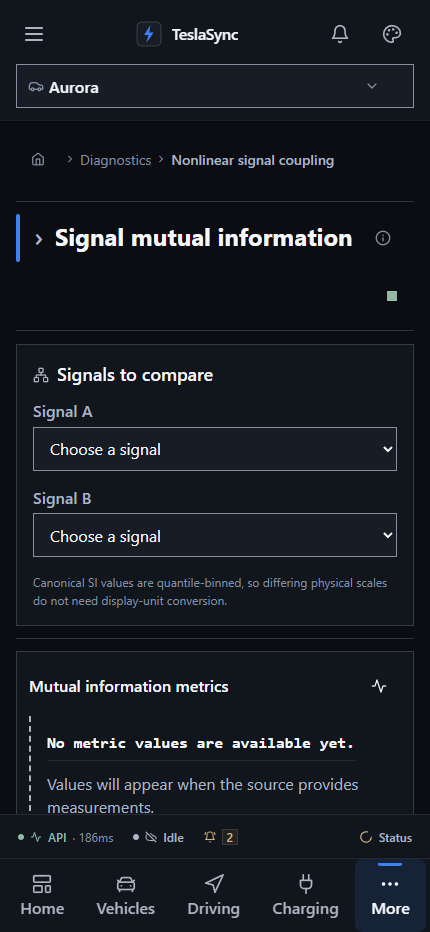 TeslaSync
Aurora
Diagnostics
Nonlinear signal coupling
Signal mutual information
Signals to compare
Signal A
Choose a signal
Signal B
Choose a signal
Canonical SI values are quantile-binned, so differing physical scales
do not need display-unit conversion.
Mutual information metrics
No metric values are available yet.
Values will appear when the source provides
measurements.
API · 186ms
Idle
2
Status
Home
Vehicles
Driving
Charging
More